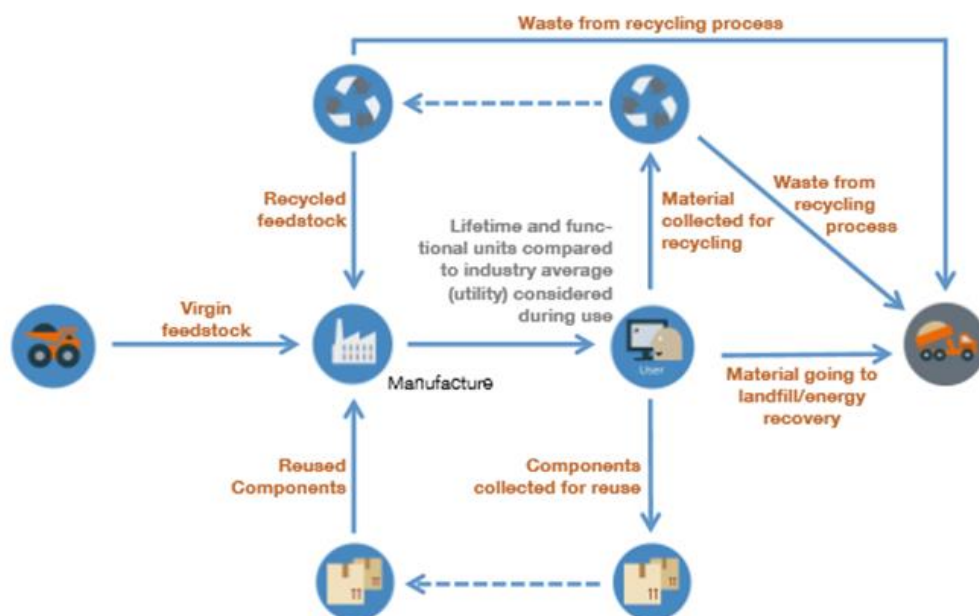 Waste from recycling process
Recycled
feedstock
Lifetime and func-
tional units compared
to industry average
(utility) considered
during use
Material
collected for
recycling
Waste from
recycling
process
Virgin
feedstock
Manufacture
User
Material going to
landfill/energy
recovery
Reused
Components
Components
collected for reuse